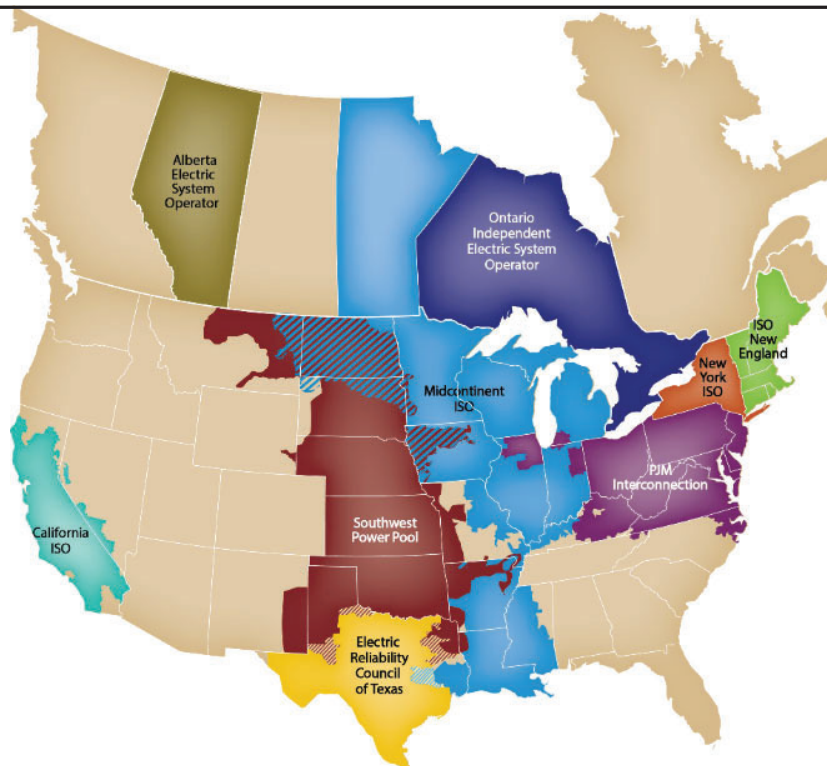 Alberta
Electric
System
Operator
Ontario
Independent
Electric System
Operator
ISO
New
England
New
York
ISO
Midcontinent
ISO
PJM
Interconnection
Southwest
Power Pool
California
ISO
Electric
Reliability
Council
of Texas